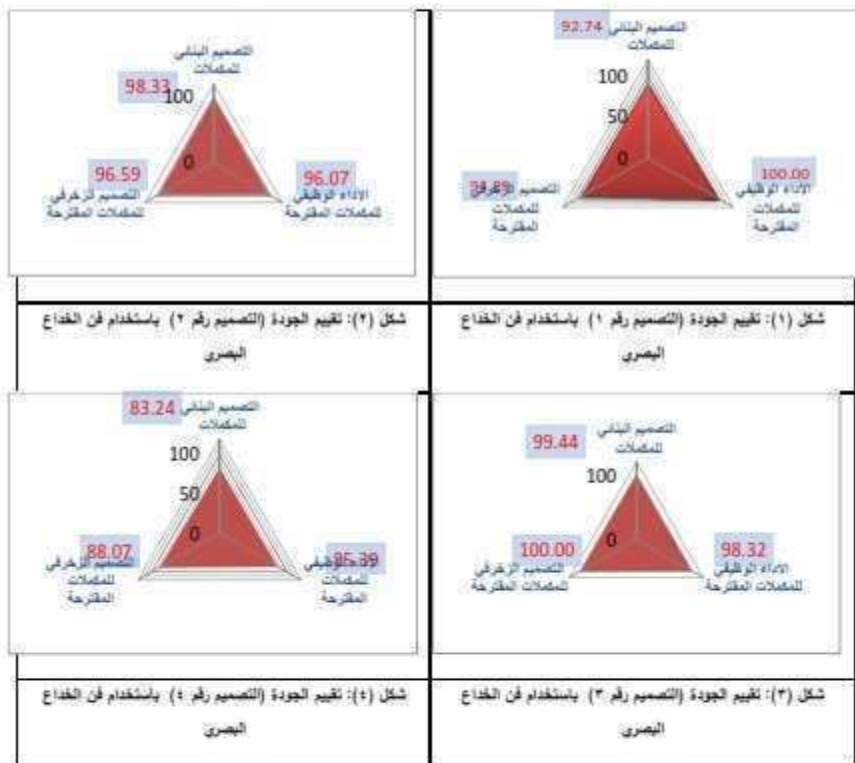 92.74
التصميم البنائي
للمكملات
100
50
0
100.00
الاداء الوظيفي
للمكملات
المقترحة
التصميم الزخرفي
للمكملات
المقترحة
شكل (١): تقييم الجودة (التصميم رقم ١) باستخدام فن الخداع
البصري
التصميم البنائي
للمكملات
98.33
100
0
96.07
الاداء الوظيفي
للمكملات المقترحة
96.59
التصميم الزخرفي
للمكملات المقترحة
شكل (٢): تقييم الجودة (التصميم رقم ٢) باستخدام فن الخداع
البصري
99.44
التصميم البنائي
للمكملات
100
0
98.32
الاداء الوظيفي
للمكملات المقترحة
100.00
التصميم الزخرفي
للمكملات المقترحة
شكل (٣): تقييم الجودة (التصميم رقم ٣) باستخدام فن الخداع
البصري
83.24
التصميم البنائي
للمكملات
100
50
0
الوظيفي
للمكملات
المقترحة
88.07
التصميم الزخرفي
للمكملات
المقترحة
شكل (٤): تقييم الجودة (التصميم رقم ٤) باستخدام فن الخداع
البصري